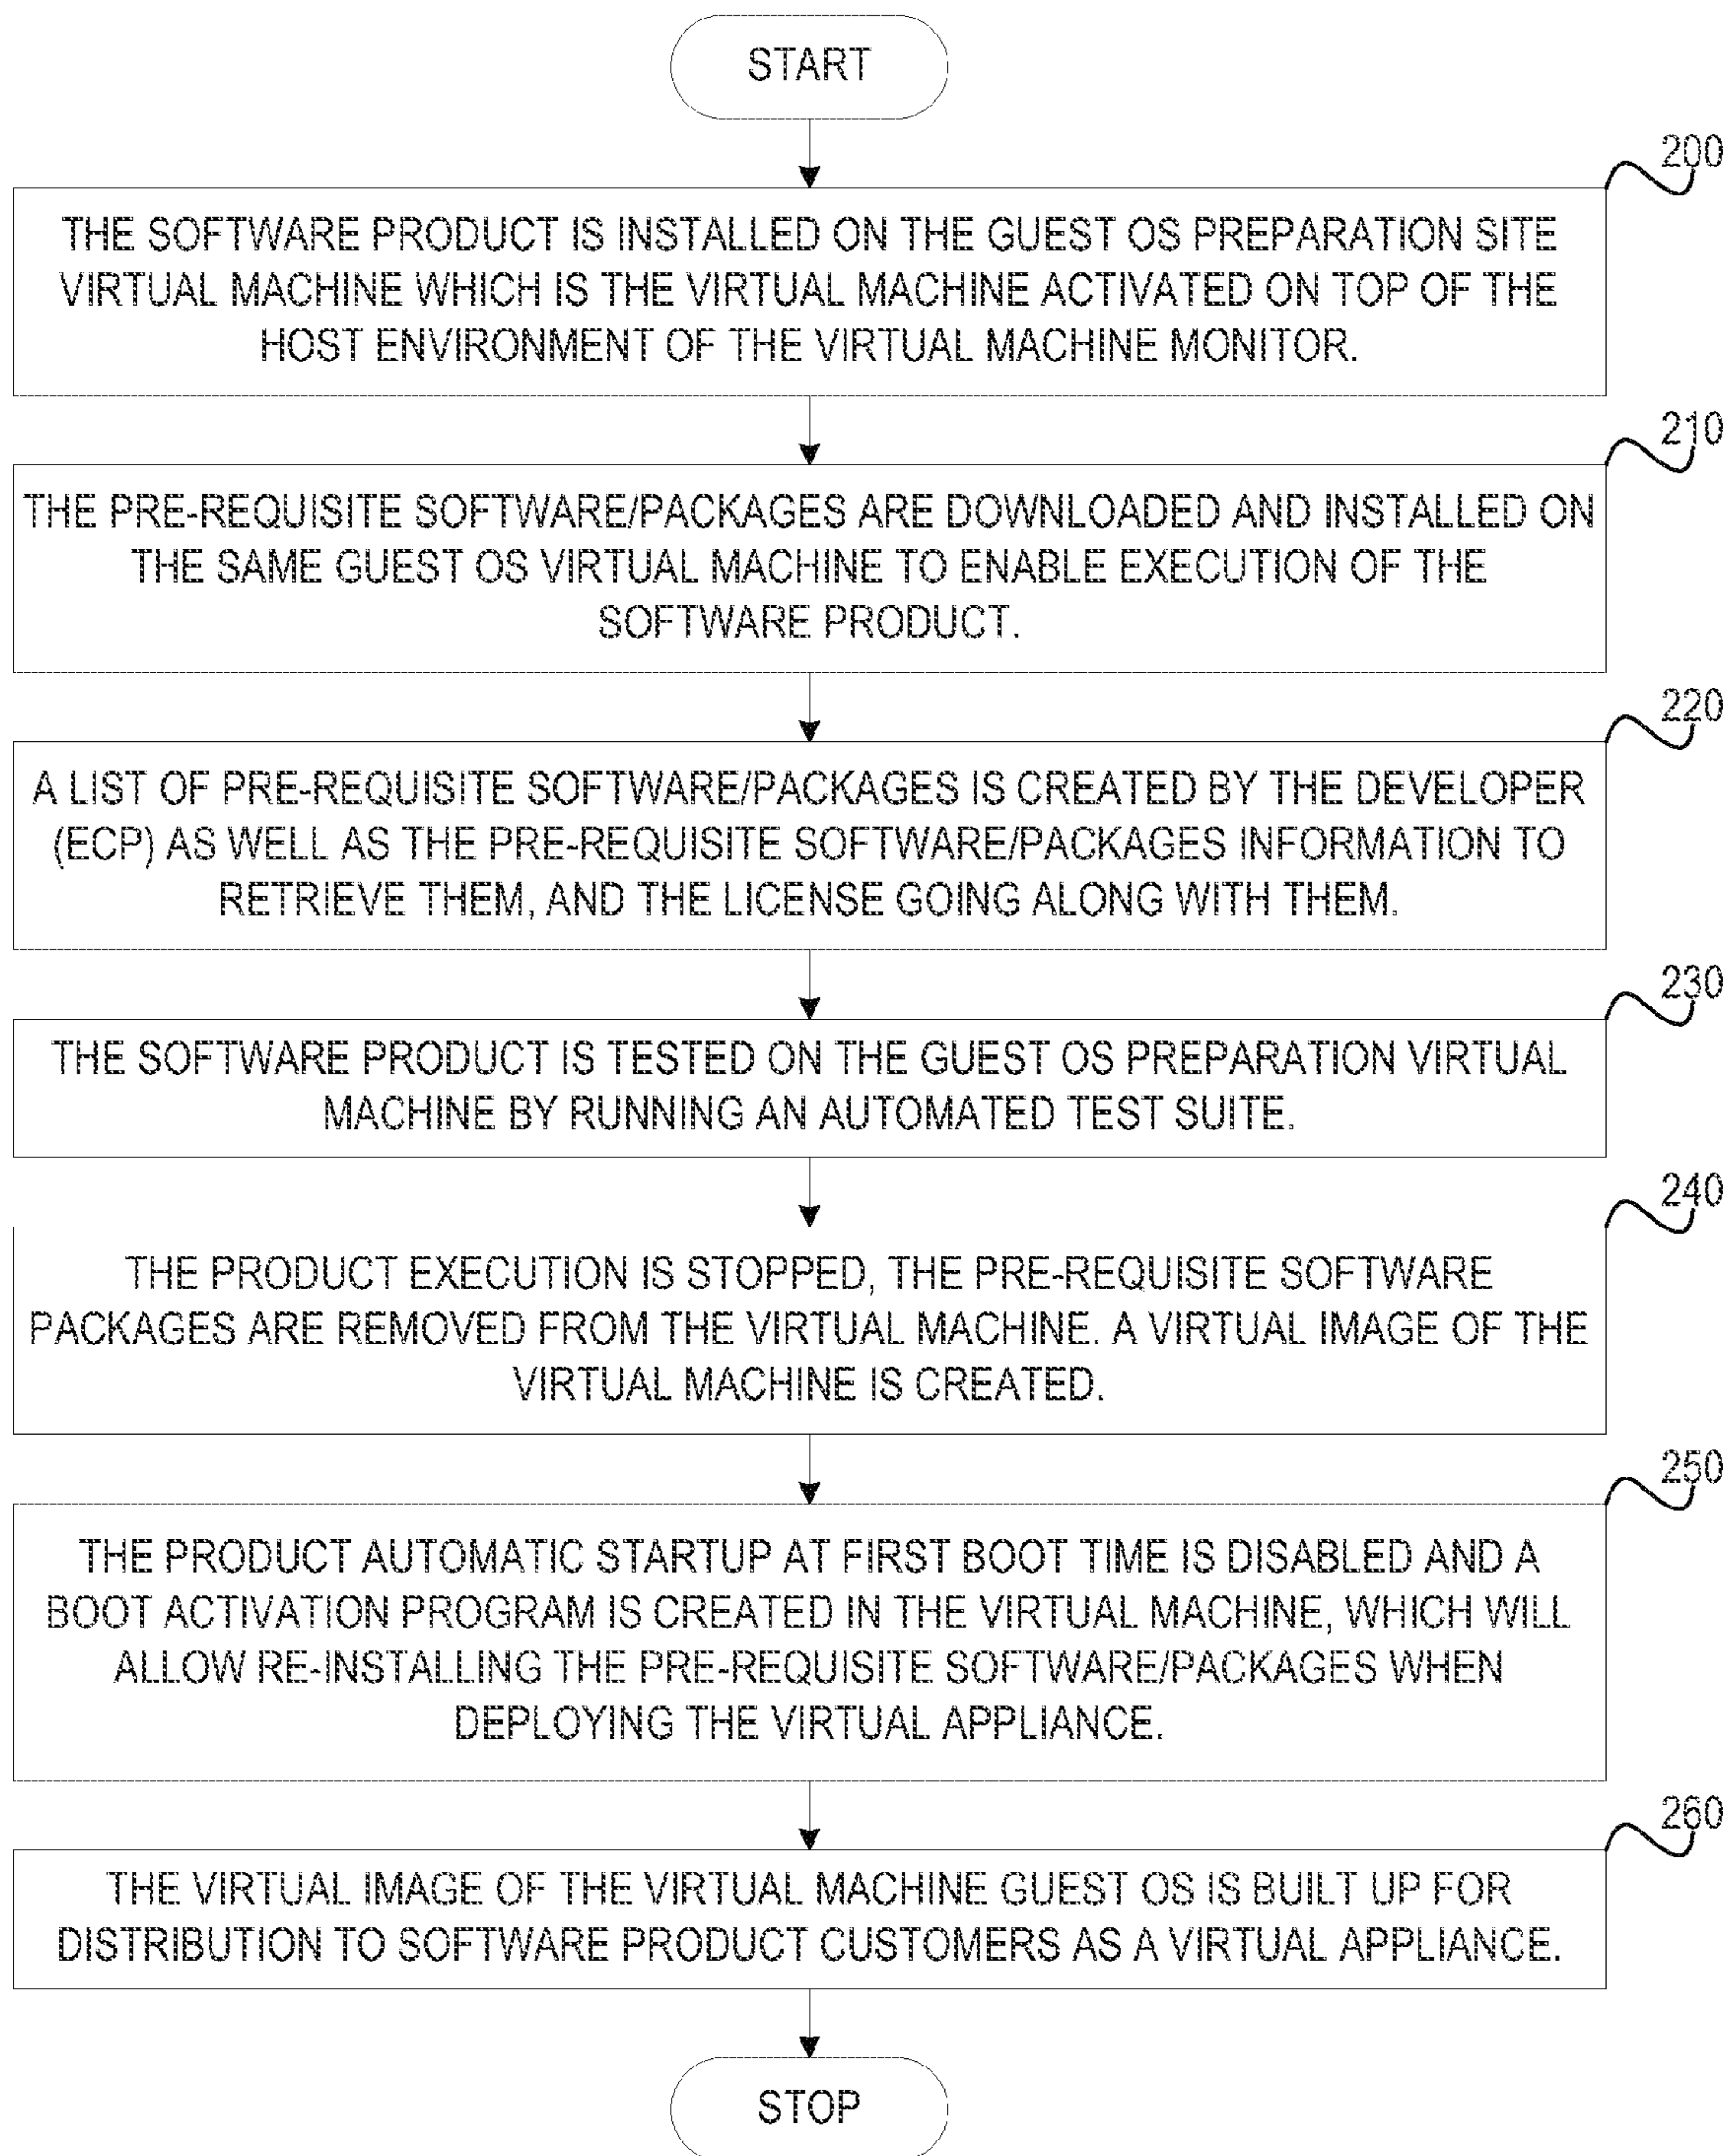 START
200
THE SOFTWARE PRODUCT IS INSTALLED ON THE GUEST OS PREPARATION SITE
VIRTUAL MACHINE WHICH IS THE VIRTUAL MACHINE ACTIVATED ON TOP OF THE
HOST ENVIRONMENT OF THE VIRTUAL MACHINE MONITOR.
210
THE PRE-REQUISITE SOFTWARE/PACKAGES ARE DOWNLOADED AND INSTALLED ON
THE SAME GUEST OS VIRTUAL MACHINE TO ENABLE EXECUTION OF THE
SOFTWARE PRODUCT.
220
A LIST OF PRE-REQUISITE SOFTWARE/PACKAGES IS CREATED BY THE DEVELOPER
(ECP) AS WELL AS THE PRE-REQUISITE SOFTWARE/PACKAGES INFORMATION TO
RETRIEVE THEM, AND THE LICENSE GOING ALONG WITH THEM.
230
THE SOFTWARE PRODUCT IS TESTED ON THE GUEST OS PREPARATION VIRTUAL
MACHINE BY RUNNING AN AUTOMATED TEST SUITE.
240
THE PRODUCT EXECUTION IS STOPPED, THE PRE-REQUISITE SOFTWARE
PACKAGES ARE REMOVED FROM THE VIRTUAL MACHINE. A VIRTUAL IMAGE OF THE
VIRTUAL MACHINE IS CREATED.
250
THE PRODUCT AUTOMATIC STARTUP AT FIRST BOOT TIME IS DISABLED AND A
BOOT ACTIVATION PROGRAM IS CREATED IN THE VIRTUAL MACHINE, WHICH WILL
ALLOW RE-INSTALLING THE PRE-REQUISITE SOFTWARE/PACKAGES WHEN
DEPLOYING THE VIRTUAL APPLIANCE.
260
THE VIRTUAL IMAGE OF THE VIRTUAL MACHINE GUEST OS IS BUILT UP FOR
DISTRIBUTION TO SOFTWARE PRODUCT CUSTOMERS AS A VIRTUAL APPLIANCE.
STOP